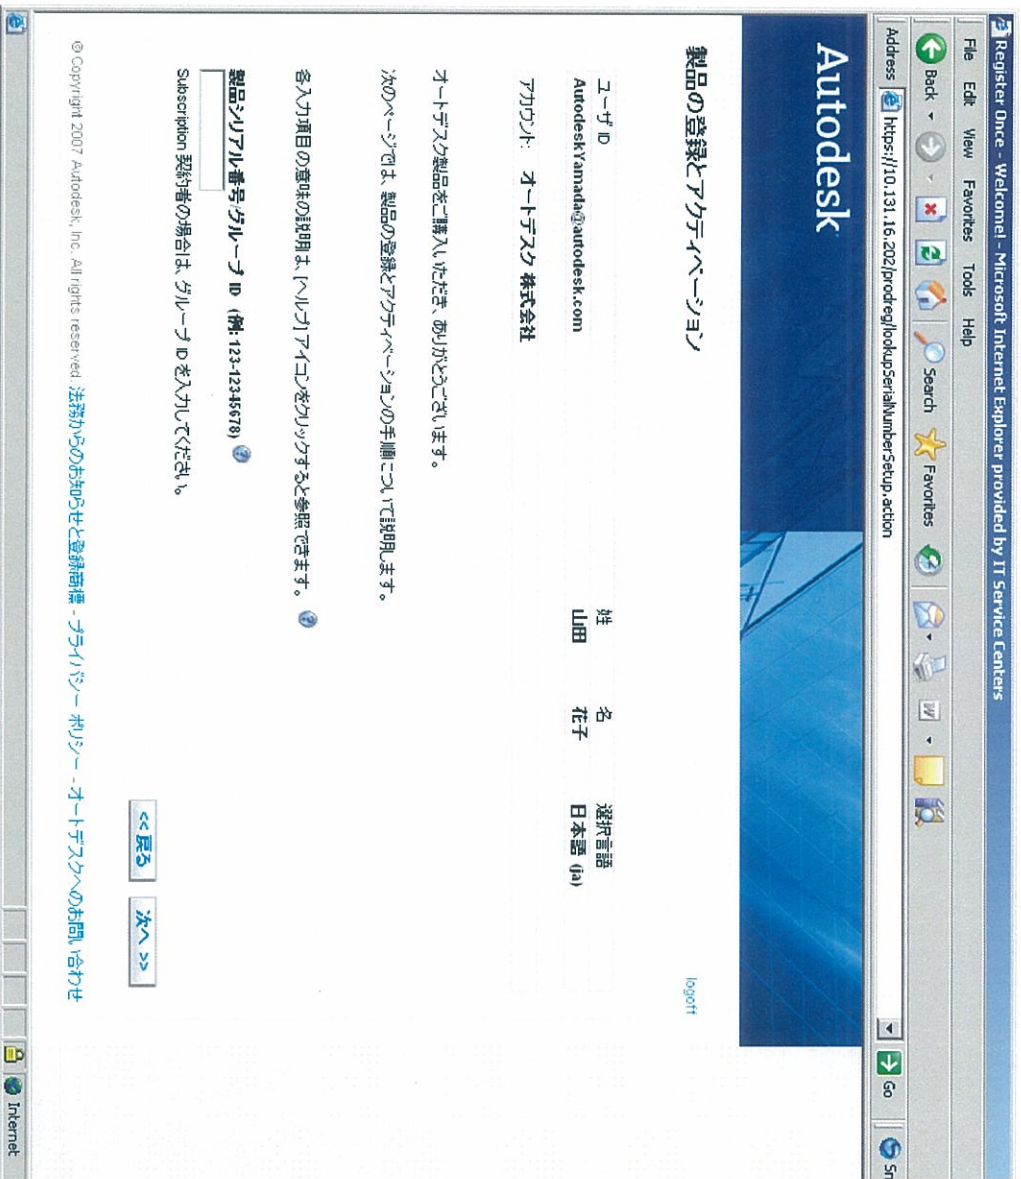 Register Once - Welcome! - Microsoft Internet Explorer provided by IT Service Centers
File Edit View Favorites Tools Help
Back Search Favorites
Address https://10.131.16.202/prodreg/lookupSerialNumberSetup.action Go
Autodesk
製品の登録とアクティベーション
logoff
ユーザ ID 姓 名 選択言語
AutodeskYamada@autodesk.com 山田 花子 日本語 (ja)
アカウント: オートデスク 株式会社
オートデスク製品をご購入いただき、ありがとうございます。
次のページでは、製品の登録とアクティベーションの手順について説明します。
各入力項目の意味の説明は、[ヘルプ] アイコンをクリックすると参照できます。
製品シリアル番号/グループ ID (例: 123-12345678)
Subscription 契約者の場合は、グループ ID を入力してください。
<< 戻る 次へ >>
© Copyright 2007 Autodesk, Inc. All rights reserved. 法務からのお知らせと登録商標 - プライバシー ポリシー - オートデスクへのお問い合わせ
Internet